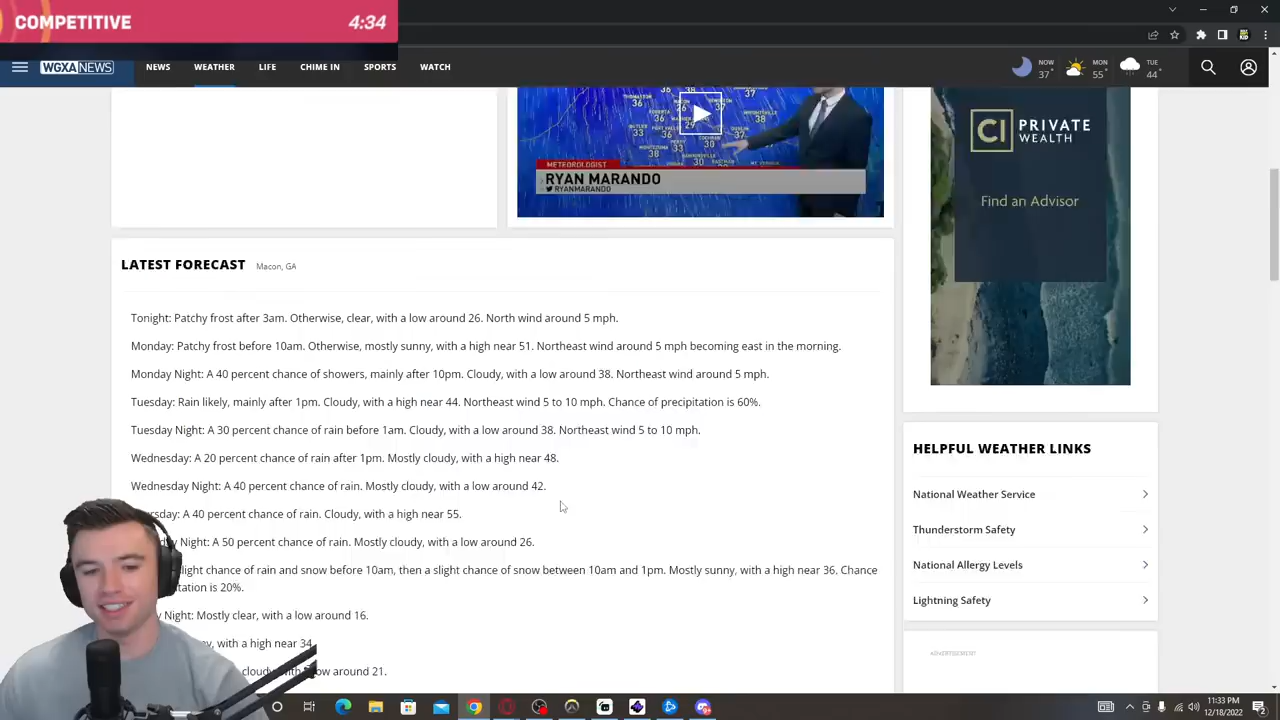 COMPETITIVE 4:34
WGXA NEWS NEWS WEATHER LIFE CHIME IN SPORTS WATCH
NOW 37° MON 55° TUE 44°
METEOROLOGIST
RYAN MARANDO
RYANMARANDO
CI PRIVATE WEALTH
Find an Advisor
LATEST FORECAST Macon, GA
Tonight: Patchy frost after 3am. Otherwise, clear, with a low around 26. North wind around 5 mph.
Monday: Patchy frost before 10am. Otherwise, mostly sunny, with a high near 51. Northeast wind around 5 mph becoming east in the morning.
Monday Night: A 40 percent chance of showers, mainly after 10pm. Cloudy, with a low around 38. Northeast wind around 5 mph.
Tuesday: Rain likely, mainly after 1pm. Cloudy, with a high near 44. Northeast wind 5 to 10 mph. Chance of precipitation is 60%.
Tuesday Night: A 30 percent chance of rain before 1am. Cloudy, with a low around 38. Northeast wind 5 to 10 mph.
Wednesday: A 20 percent chance of rain after 1pm. Mostly cloudy, with a high near 48.
Wednesday Night: A 40 percent chance of rain. Mostly cloudy, with a low around 42.
rsday: A 40 percent chance of rain. Cloudy, with a high near 55.
Night: A 50 percent chance of rain. Mostly cloudy, with a low around 26.
light chance of rain and snow before 10am, then a slight chance of snow between 10am and 1pm. Mostly sunny, with a high near 36. Chance
tation is 20%.
Night: Mostly clear, with a low around 16.
ny, with a high near 34
cloudy, with low around 21.
HELPFUL WEATHER LINKS
National Weather Service
Thunderstorm Safety
National Allergy Levels
Lightning Safety
ADVERTISEMENT
11:33 PM
12/18/2022